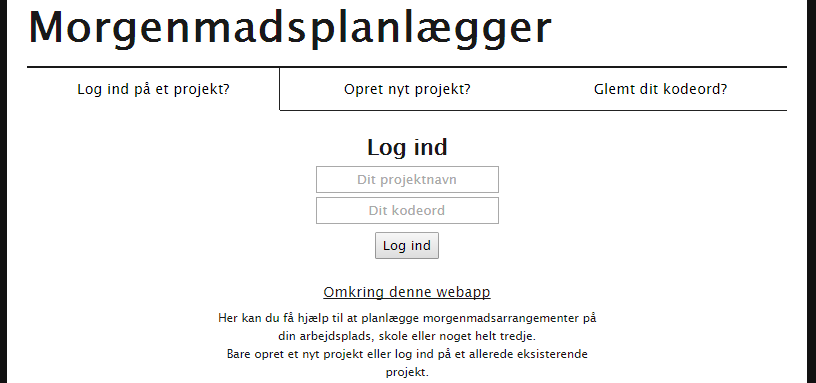 Morgenmadsplanlægger
Log ind på et projekt?
Opret nyt projekt?
Glemt dit kodeord?
Log ind
Dit projektnavn
Dit kodeord
Log ind
Omkring denne webapp
Her kan du få hjælp til at planlægge morgenmadsarrangementer på
din arbejdsplads, skole eller noget helt tredje.
Bare opret et nyt projekt eller log ind på et allerede eksisterende
projekt.